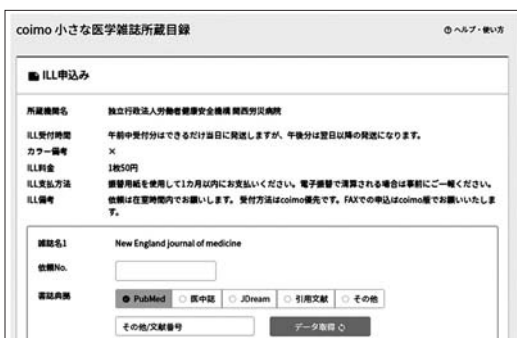 coimo 小さな医学雑誌所蔵目録
ヘルプ・使い方
ILL申込み
所蔵機関名 独立行政法人労働者健康安全機構 関西労災病院
ILL受付時間 午前中受付分はできるだけ当日に発送しますが、午後分は翌日以降の発送になります。
カラー備考 ×
ILL料金 1枚50円
ILL支払方法 振替用紙を使用して1カ月以内にお支払いください。電子振替で清算される場合は事前にご一報ください。
ILL備考 依頼は在室時間内でお願いします。 受付方法はcoimo優先です。FAXでの申込はcoimo版でお願いいたしま
す。
雑誌名1 New England journal of medicine
依頼No.
書誌典拠 PubMed 医中誌 JDream 引用文献 その他
その他/文献番号 データ取得